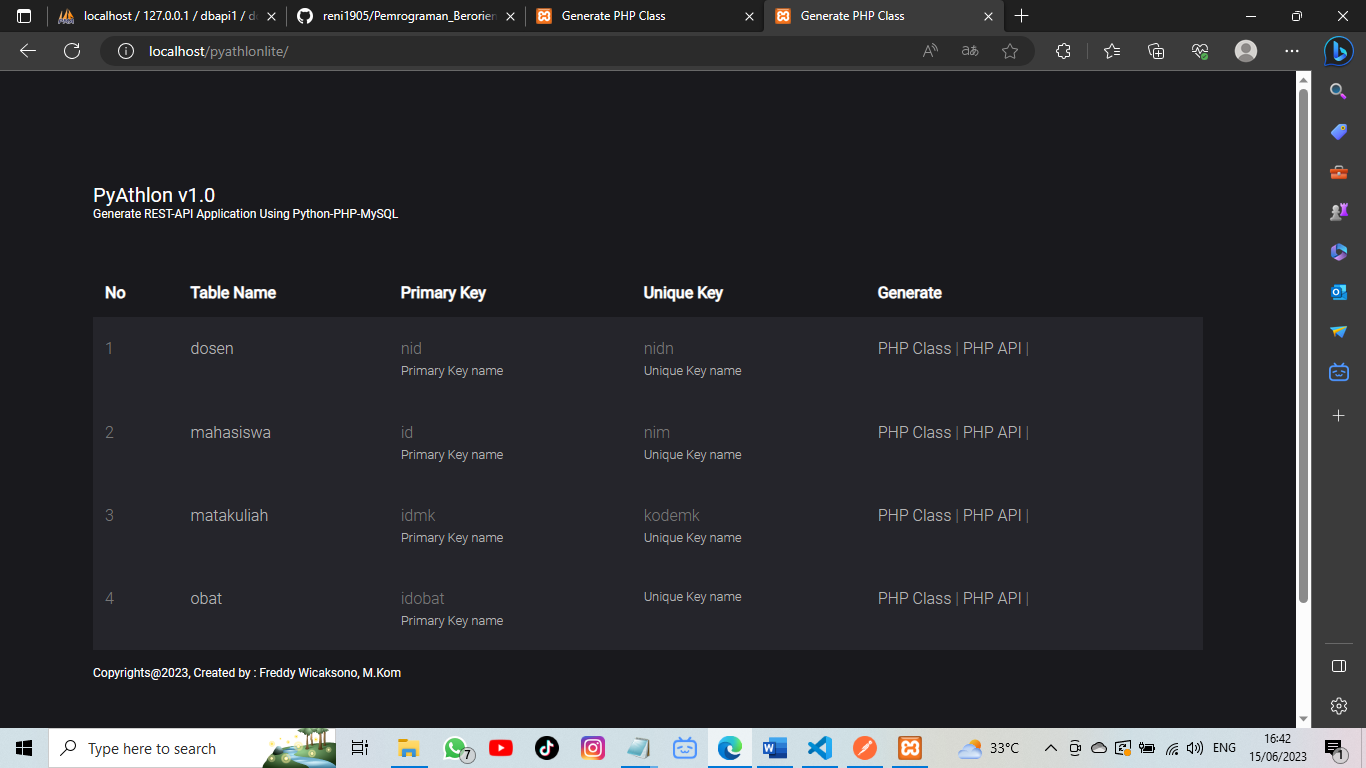 localhost / 127.0.0.1 / dbapi1 / d
reni1905/Pemrograman_Berorien
Generate PHP Class
Generate PHP Class
localhost/pyathlonlite/
PyAthlon v1.0
Generate REST-API Application Using Python-PHP-MySQL
No Table Name Primary Key Unique Key Generate
1 dosen nid nidn PHP Class | PHP API |
Primary Key name Unique Key name
2 mahasiswa id nim PHP Class | PHP API |
Primary Key name Unique Key name
3 matakuliah idmk kodemk PHP Class | PHP API |
Primary Key name Unique Key name
4 obat idobat Unique Key name PHP Class | PHP API |
Primary Key name
Copyrights@2023, Created by : Freddy Wicaksono, M.Kom
Type here to search
7
33°C
ENG
16:42
15/06/2023
1